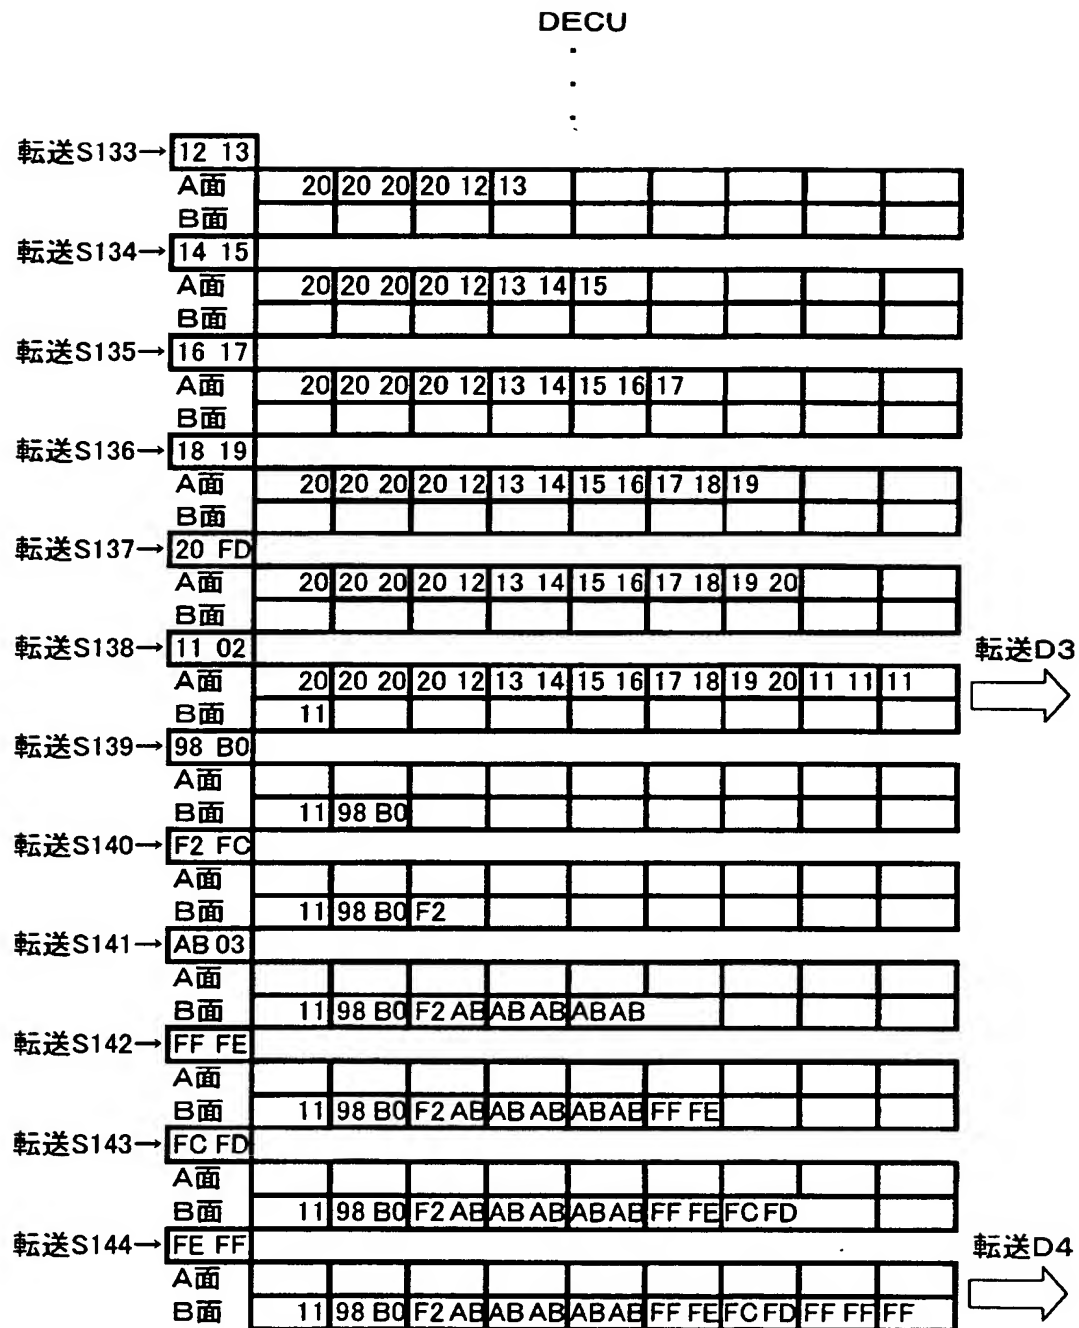 DECU
転送S133→ 12 13
A面 20 20 20 20 12 13
B面
転送S134→ 14 15
A面 20 20 20 20 12 13 14 15
B面
転送S135→ 16 17
A面 20 20 20 20 12 13 14 15 16 17
B面
転送S136→ 18 19
A面 20 20 20 20 12 13 14 15 16 17 18 19
B面
転送S137→ 20 FD
A面 20 20 20 20 12 13 14 15 16 17 18 19 20
B面
転送S138→ 11 02 転送D3
A面 20 20 20 20 12 13 14 15 16 17 18 19 20 11 11 11
B面 11
転送S139→ 98 B0
A面
B面 11 98 B0
転送S140→ F2 FC
A面
B面 11 98 B0 F2
転送S141→ AB 03
A面
B面 11 98 B0 F2 AB AB AB AB AB
転送S142→ FF FE
A面
B面 11 98 B0 F2 AB AB AB AB AB FF FE
転送S143→ FC FD
A面
B面 11 98 B0 F2 AB AB AB AB AB FF FE FC FD
転送S144→ FE FF 転送D4
A面
B面 11 98 B0 F2 AB AB AB AB AB FF FE FC FD FF FF FF